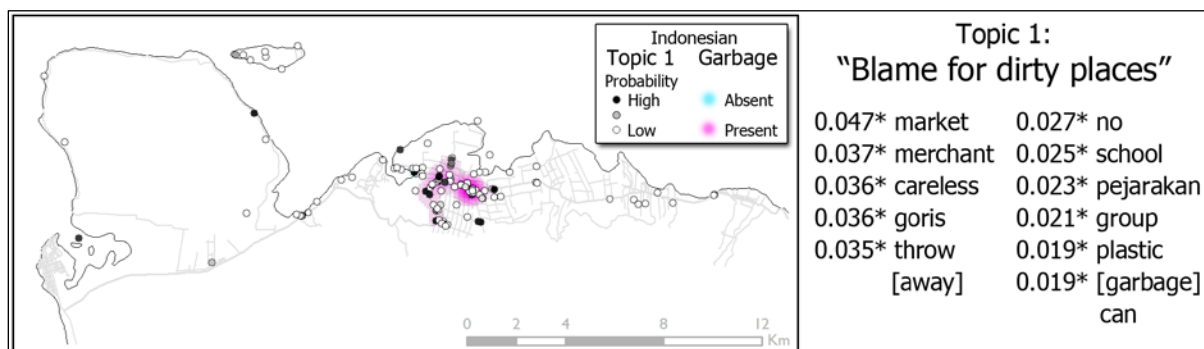 Indonesian
Topic 1 Garbage
Probability
High Absent
Low Present
0 2 4 8 12
Km
Topic 1:
“Blame for dirty places”
0.047* market 0.027* no
0.037* merchant 0.025* school
0.036* careless 0.023* pejarakan
0.036* goris 0.021* group
0.035* throw 0.019* plastic
[away] 0.019* [garbage]
can